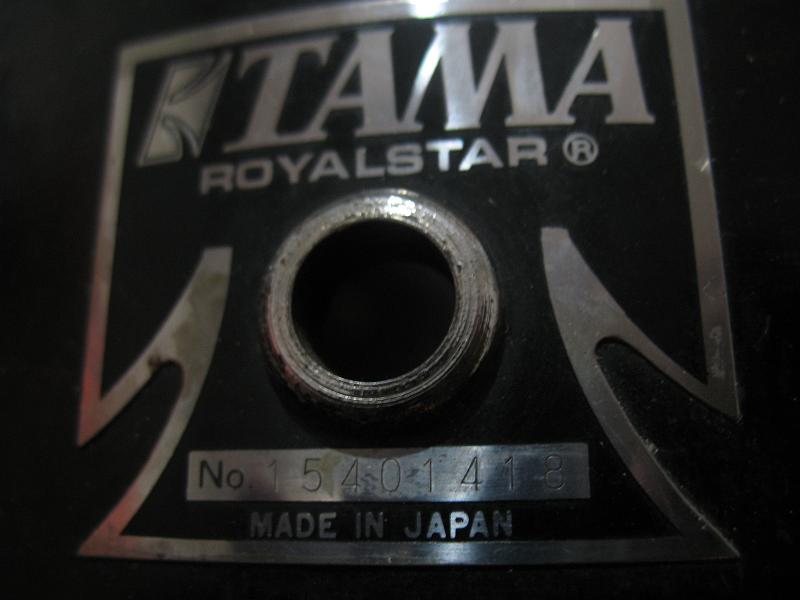 TAMA
ROYALSTAR ®
No. 15401418
MADE IN JAPAN